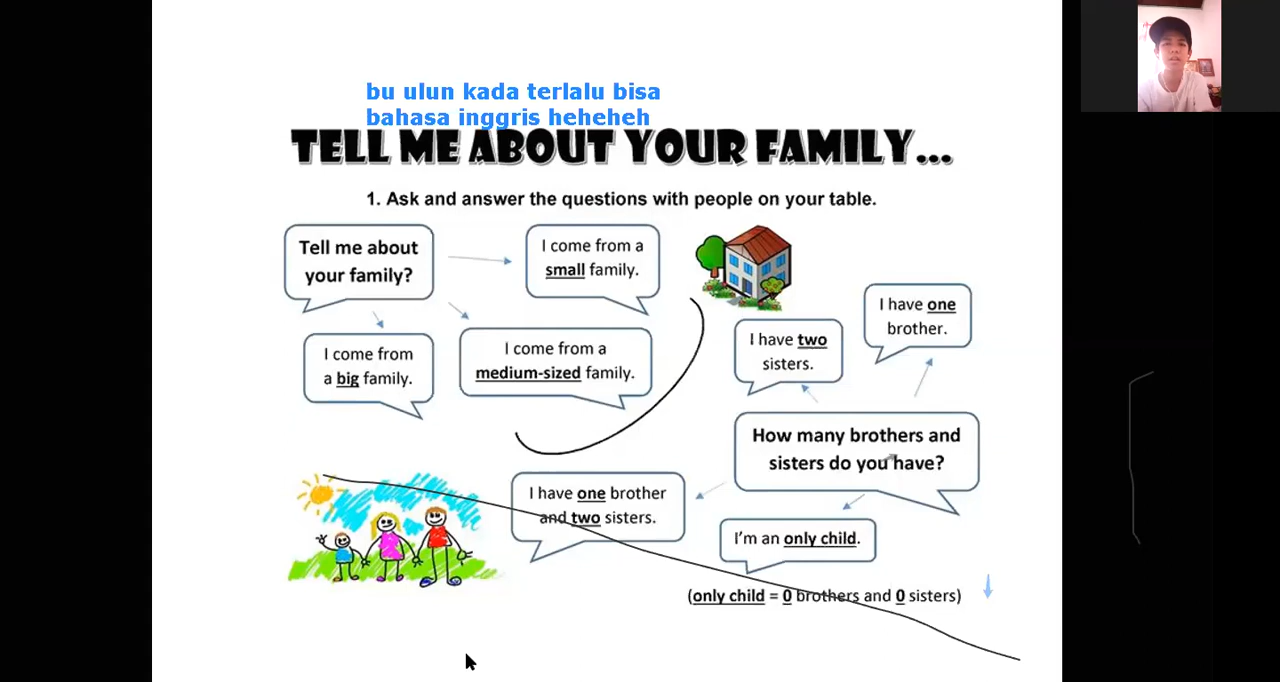 bu ulun kada terlalu bisa
bahasa inggris heheheh
TELL ME ABOUT YOUR FAMILY...
1. Ask and answer the questions with people on your table.
Tell me about
your family?
I come from a
small family.
I come from
a big family.
I come from a
medium-sized family.
I have two
sisters.
I have one
brother.
How many brothers and
sisters do you have?
I have one brother
and two sisters.
I'm an only child.
(only child = 0 brothers and 0 sisters)